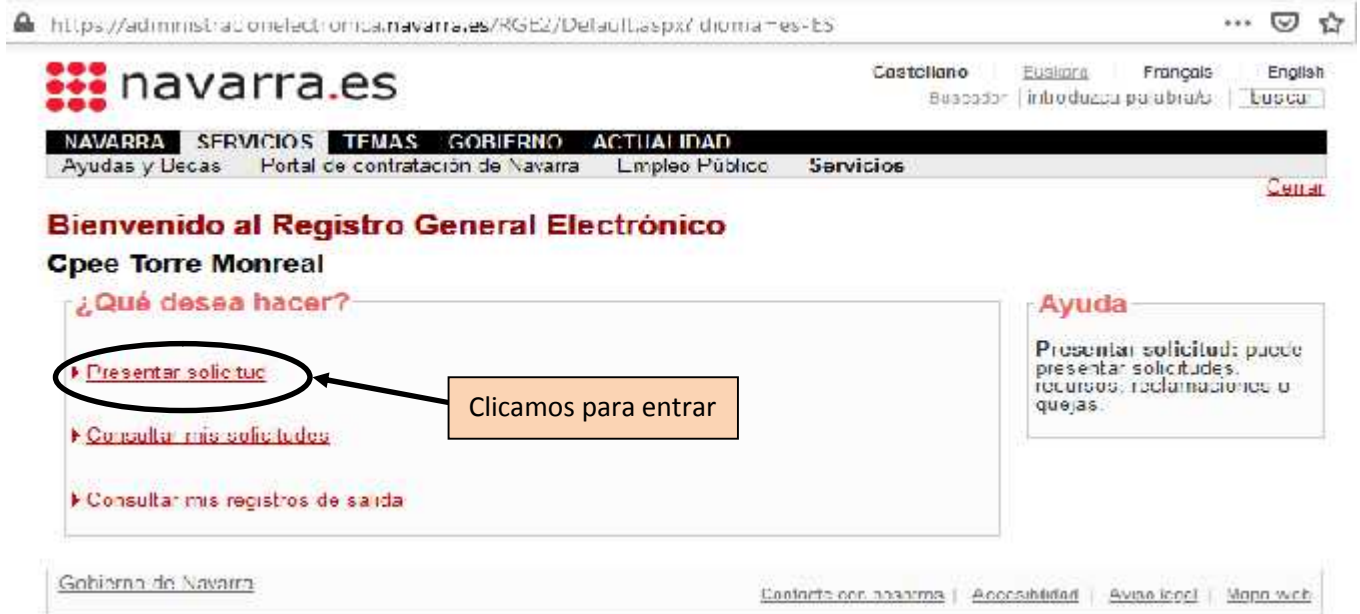 https://administracionelectronica.navarra.es/RGE2/Default.aspx?idioma=es-ES
navarra.es
Castellano Euskara Français English
Buscador introduzca palabra/s buscar
NAVARRA SERVICIOS TEMAS GOBIERNO ACTUALIDAD
Ayudas y Becas Portal de contratación de Navarra Empleo Público Servicios
Cerrar
Bienvenido al Registro General Electrónico
Cpee Torre Monreal
¿Qué desea hacer?
Presentar solicitud
Clicamos para entrar
Consultar mis solicitudes
Consultar mis registros de salida
Ayuda
Presentar solicitud: puede
presentar solicitudes,
recursos, reclamaciones o
quejas.
Gobierno de Navarra
Contacte con nosotros | Accesibilidad | Aviso legal | Mapa web